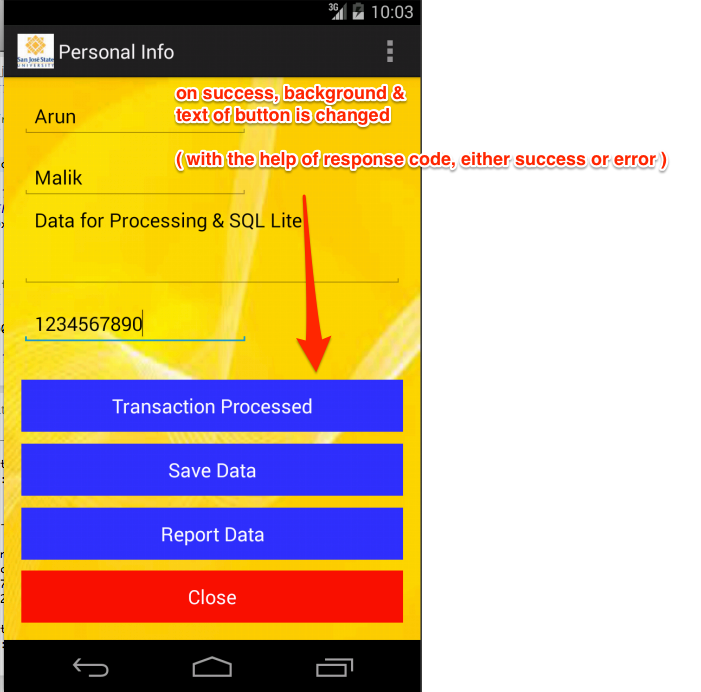 3G 10:03
San José State
UNIVERSITY
Personal Info
on success, background &
text of button is changed
Arun
( with the help of response code, either success or error )
Malik
Data for Processing & SQL Lite
1234567890
Transaction Processed
Save Data
Report Data
Close